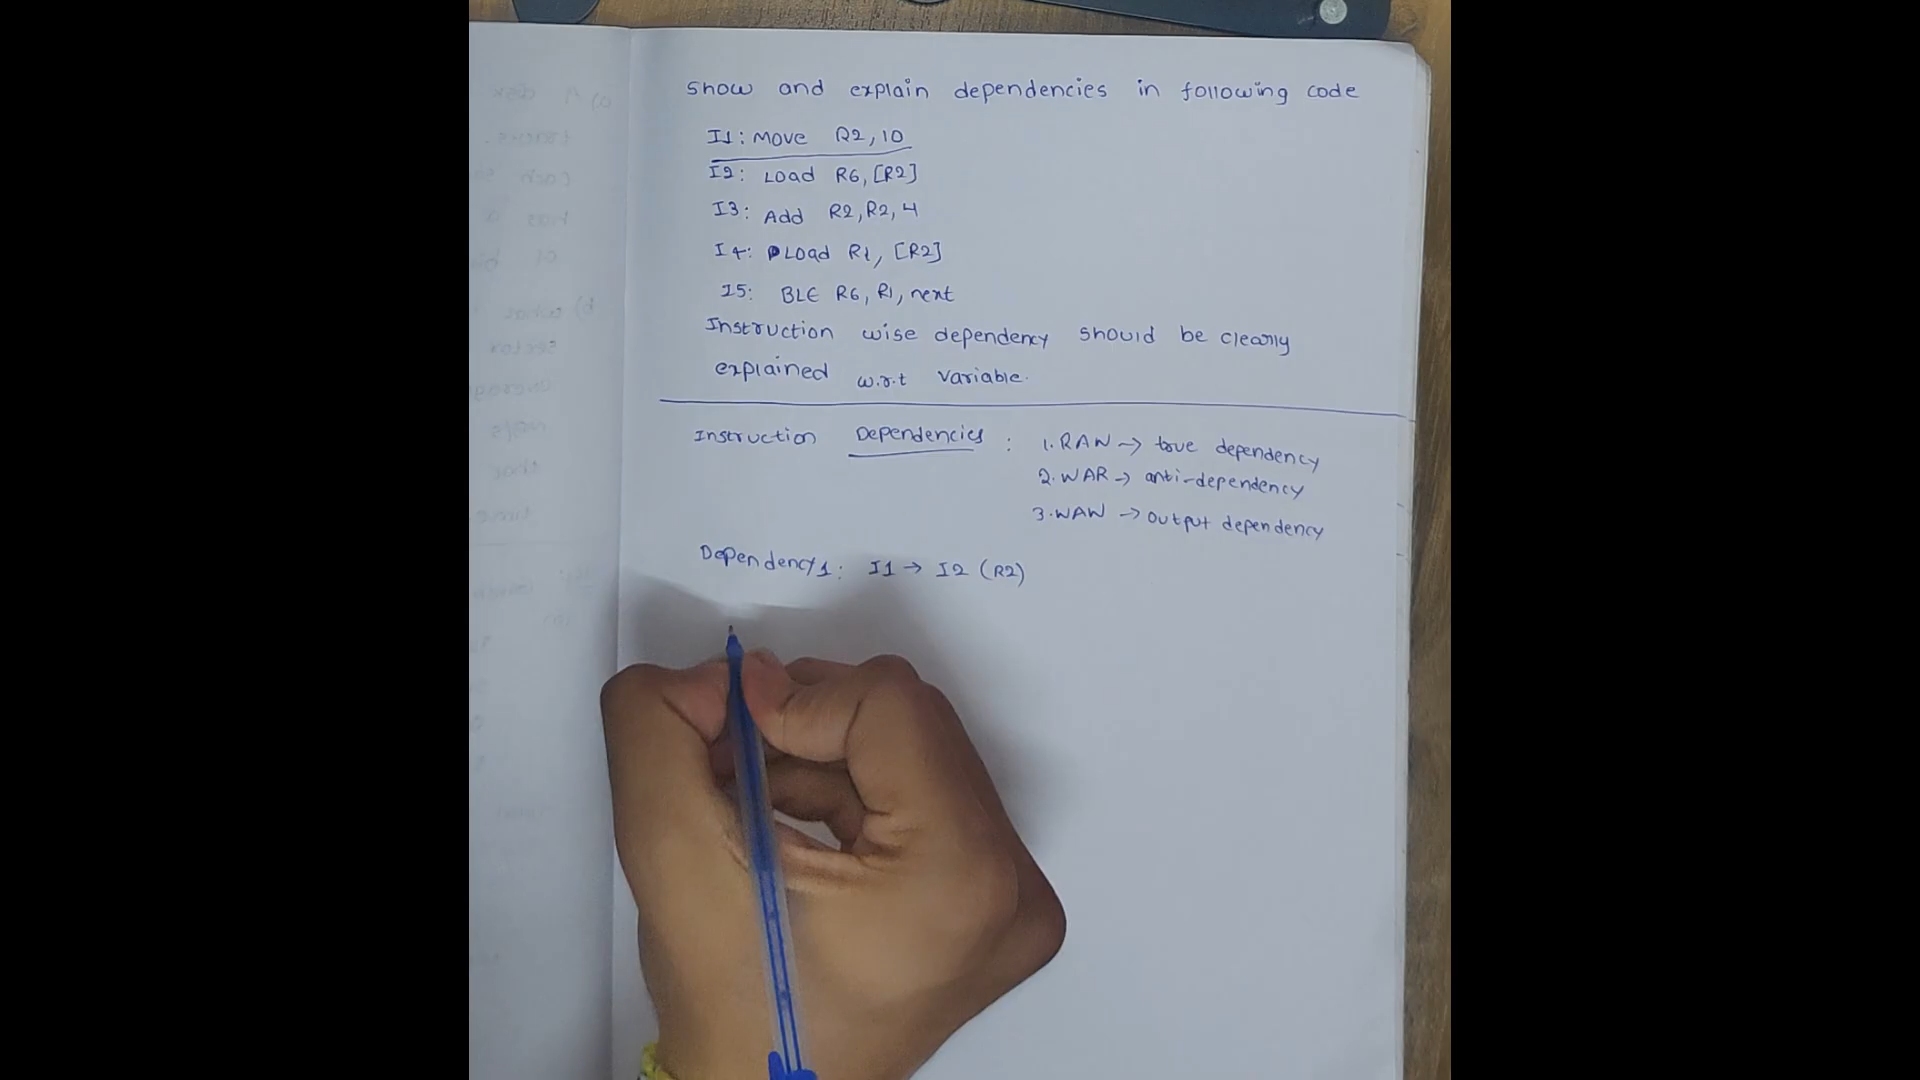 Show and explain dependencies in following code
I1: Move R2, 10
I2: Load R6, [R2]
I3: Add R2, R2, 4
I4: Load R1, [R2]
I5: BLE R6, R1, next
Instruction wise dependency should be clearly
explained w.r.t variable.
Instruction Dependencies : 1. RAW → true dependency
2. WAR → anti-dependency
3. WAW → output dependency
Dependency 1: I1 → I2 (R2)